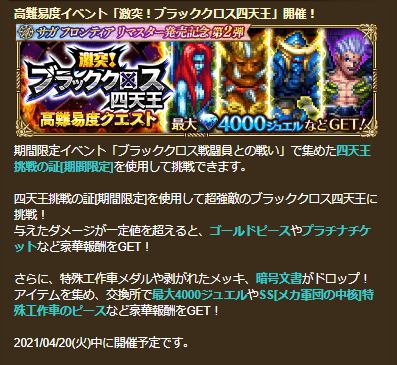 高難易度イベント「激突！ブラッククロス四天王」開催！
サガ フロンティア リマスター発売記念 第2弾
激突！
ブラッククロス
四天王
高難易度クエスト
最大 4000ジュエルなどGET!
期間限定イベント「ブラッククロス戦闘員との戦い」で集めた四天王
挑戦の証[期間限定]を使用して挑戦できます。
四天王挑戦の証[期間限定]を使用して超強敵のブラッククロス四天王に
挑戦！
与えたダメージが一定値を超えると、ゴールドピースやプラチナチケ
ットなど豪華報酬をGET！
さらに、特殊工作車メダルや剥がれたメッキ、暗号文書がドロップ！
アイテムを集め、交換所で最大4000ジュエルやSS[メカ軍団の中核]特
殊工作車のピースなど豪華報酬をGET！
2021/04/20(火)中に開催予定です。